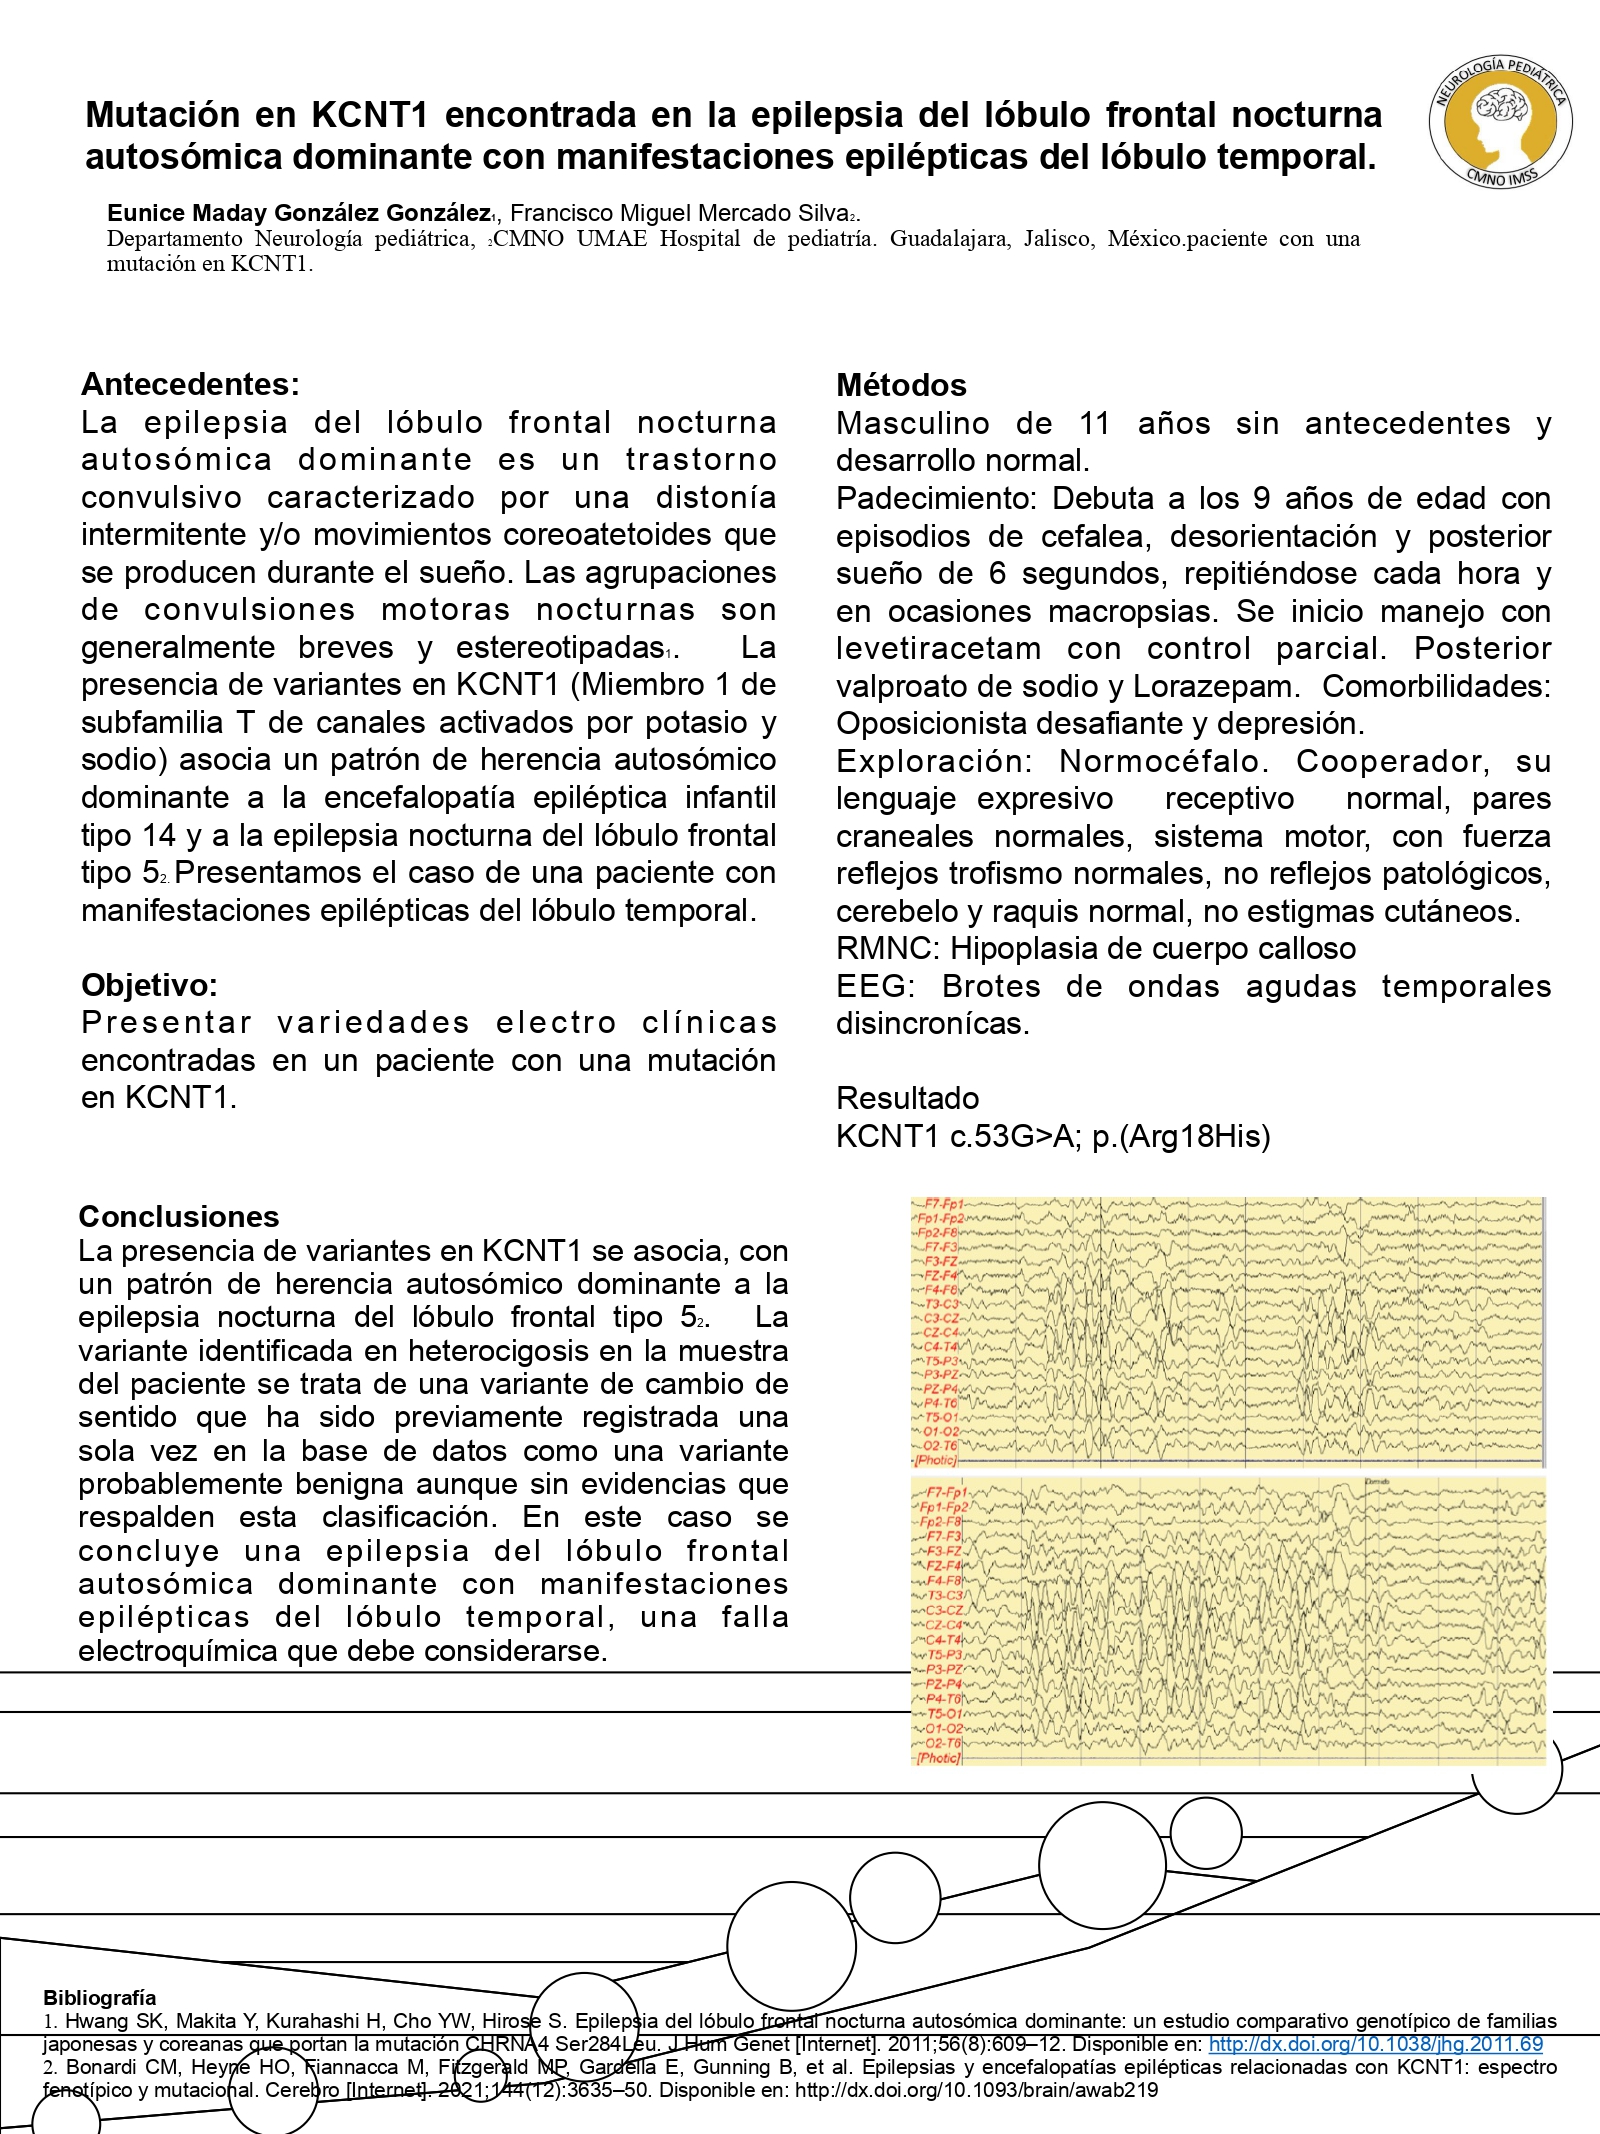 NEUROLOGÍA PEDIÁTRICA
CMNO IMSS
Mutación en KCNT1 encontrada en la epilepsia del lóbulo frontal nocturna
autosómica dominante con manifestaciones epilépticas del lóbulo temporal.
Eunice Maday González González1, Francisco Miguel Mercado Silva2.
Departamento Neurología pediátrica, 2CMNO UMAE Hospital de pediatría. Guadalajara, Jalisco, México.paciente con una
mutación en KCNT1.
Antecedentes:
La epilepsia del lóbulo frontal nocturna
autosómica dominante es un trastorno
convulsivo caracterizado por una distonía
intermitente y/o movimientos coreoatetoides que
se producen durante el sueño. Las agrupaciones
de convulsiones motoras nocturnas son
generalmente breves y estereotipadas1. La
presencia de variantes en KCNT1 (Miembro 1 de
subfamilia T de canales activados por potasio y
sodio) asocia un patrón de herencia autosómico
dominante a la encefalopatía epiléptica infantil
tipo 14 y a la epilepsia nocturna del lóbulo frontal
tipo 52. Presentamos el caso de una paciente con
manifestaciones epilépticas del lóbulo temporal.
Objetivo:
Presentar variedades electro clínicas
encontradas en un paciente con una mutación
en KCNT1.
Conclusiones
La presencia de variantes en KCNT1 se asocia, con
un patrón de herencia autosómico dominante a la
epilepsia nocturna del lóbulo frontal tipo 52. La
variante identificada en heterocigosis en la muestra
del paciente se trata de una variante de cambio de
sentido que ha sido previamente registrada una
sola vez en la base de datos como una variante
probablemente benigna aunque sin evidencias que
respalden esta clasificación. En este caso se
concluye una epilepsia del lóbulo frontal
autosómica dominante con manifestaciones
epilépticas del lóbulo temporal, una falla
electroquímica que debe considerarse.
Métodos
Masculino de 11 años sin antecedentes y
desarrollo normal.
Padecimiento: Debuta a los 9 años de edad con
episodios de cefalea, desorientación y posterior
sueño de 6 segundos, repitiéndose cada hora y
en ocasiones macropsias. Se inicio manejo con
levetiracetam con control parcial. Posterior
valproato de sodio y Lorazepam. Comorbilidades:
Oposicionista desafiante y depresión.
Exploración: Normocéfalo. Cooperador, su
lenguaje expresivo receptivo normal, pares
craneales normales, sistema motor, con fuerza
reflejos trofismo normales, no reflejos patológicos,
cerebelo y raquis normal, no estigmas cutáneos.
RMNC: Hipoplasia de cuerpo calloso
EEG: Brotes de ondas agudas temporales
disincronícas.
Resultado
KCNT1 c.53G>A; p.(Arg18His)
F7-Fp1
Fp1-Fp2
Fp2-F8
F7-F3
F3-FZ
FZ-F4
F4-F8
T3-C3
C3-CZ
CZ-C4
C4-T4
T5-P3
P3-PZ
PZ-P4
P4-T6
T5-O1
O1-O2
O2-T6
[Photic]
F7-Fp1
Fp1-Fp2
Fp2-F8
F7-F3
F3-FZ
FZ-F4
F4-F8
T3-C3
C3-CZ
CZ-C4
C4-T4
T5-P3
P3-PZ
PZ-P4
P4-T6
T5-O1
O1-O2
O2-T6
[Photic]
Bibliografía
1. Hwang SK, Makita Y, Kurahashi H, Cho YW, Hirose S. Epilepsia del lóbulo frontal nocturna autosómica dominante: un estudio comparativo genotípico de familias
japonesas y coreanas que portan la mutación CHRNA4 Ser284Leu. J Hum Genet [Internet]. 2011;56(8):609–12. Disponible en: http://dx.doi.org/10.1038/jhg.2011.69
2. Bonardi CM, Heyne HO, Fiannacca M, Fitzgerald MP, Gardella E, Gunning B, et al. Epilepsias y encefalopatías epilépticas relacionadas con KCNT1: espectro
fenotípico y mutacional. Cerebro [Internet]. 2021;144(12):3635–50. Disponible en: http://dx.doi.org/10.1093/brain/awab219